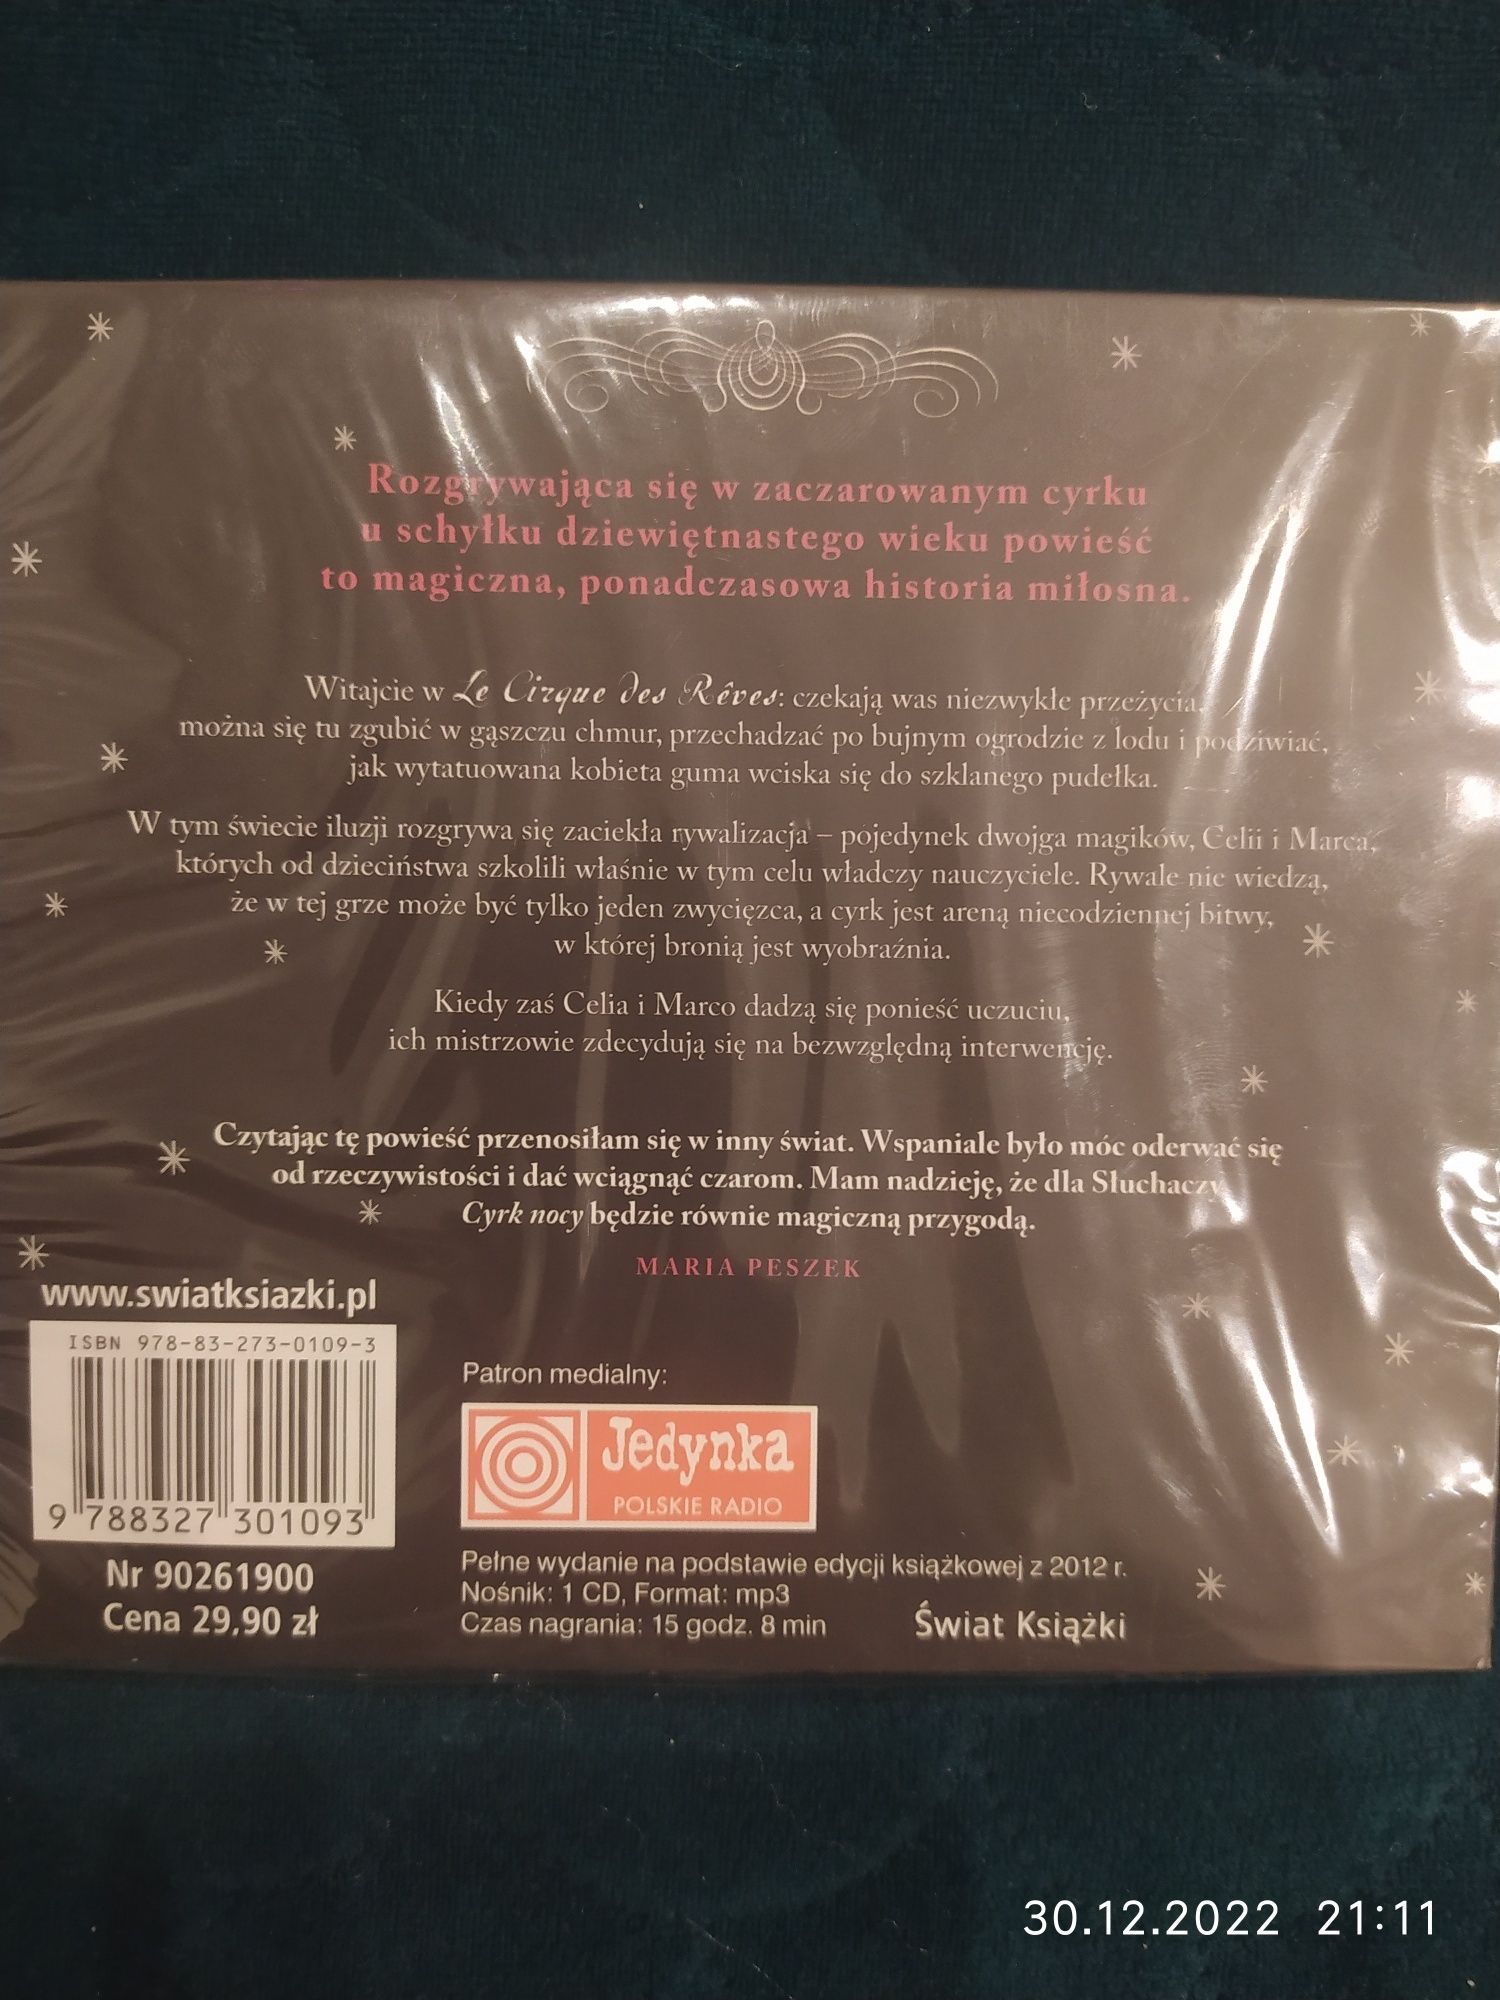 Rozgrywająca się w zaczarowanym cyrku
u schyłku dziewiętnastego wieku powieść
to magiczna, ponadczasowa historia miłosna.
Witajcie w Le Cirque des Rêves: czekają was niezwykłe przeżycia,
można się tu zgubić w gąszczu chmur, przechadzać po bujnym ogrodzie z lodu i podziwiać,
jak wytatuowana kobieta guma wciska się do szklanego pudełka.
W tym świecie iluzji rozgrywa się zaciekła rywalizacja – pojedynek dwojga magików, Celii i Marca,
których od dzieciństwa szkolili właśnie w tym celu władczy nauczyciele. Rywale nie wiedzą,
że w tej grze może być tylko jeden zwycięzca, a cyrk jest areną niecodziennej bitwy,
w której bronią jest wyobraźnia.
Kiedy zaś Celia i Marco dadzą się ponieść uczuciu,
ich mistrzowie zdecydują się na bezwzględną interwencję.
Czytając tę powieść przenosiłam się w inny świat. Wspaniale było móc oderwać się
od rzeczywistości i dać wciągnąć czarom. Mam nadzieję, że dla Słuchaczy
Cyrk nocy będzie równie magiczną przygodą.
MARIA PESZEK
www.swiatksiazki.pl
ISBN 978-83-273-0109-3
9 788327 301093
Nr 90261900
Cena 29,90 zł
Patron medialny:
Jedynka
POLSKIE RADIO
Pełne wydanie na podstawie edycji książkowej z 2012 r.
Nośnik: 1 CD, Format: mp3
Czas nagrania: 15 godz. 8 min
Świat Książki
30.12.2022 21:11